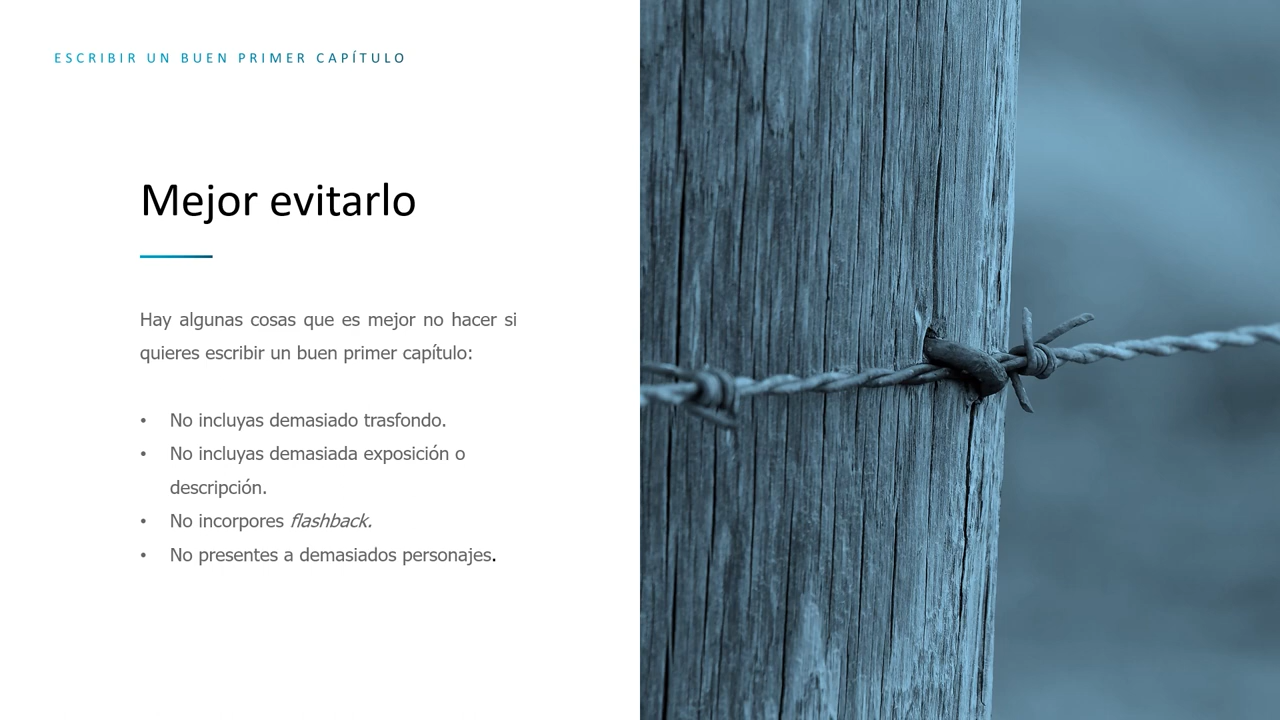 ESCRIBIR UN BUEN PRIMER CAPÍTULO
Mejor evitarlo
Hay algunas cosas que es mejor no hacer si
quieres escribir un buen primer capítulo:
• No incluyas demasiado trasfondo.
• No incluyas demasiada exposición o
descripción.
• No incorpores flashback.
• No presentes a demasiados personajes.